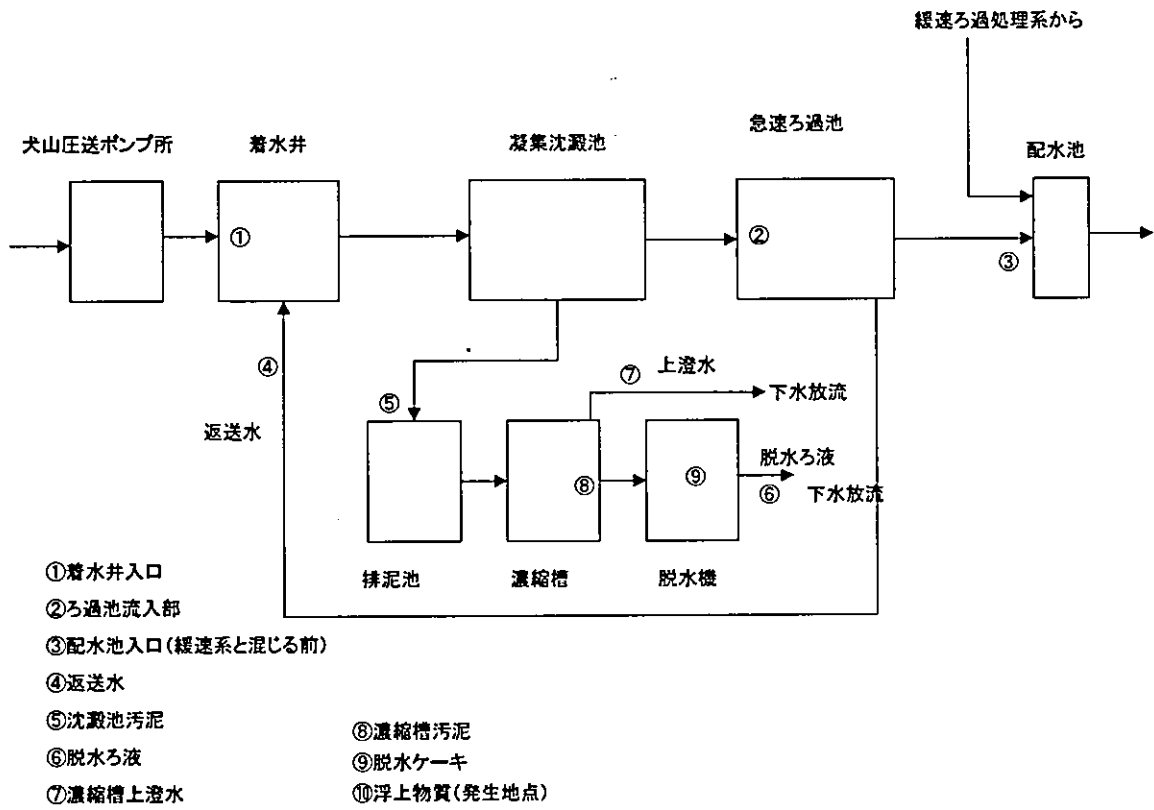 緩速ろ過処理系から
犬山圧送ポンプ所
着水井
凝集沈澱池
急速ろ過池
配水池
①
②
③
④
返送水
⑤
⑦
上澄水
下水放流
⑧
⑨
脱水ろ液
⑥
下水放流
排泥池
濃縮槽
脱水機
①着水井入口
②ろ過池流入部
③配水池入口(緩速系と混じる前)
④返送水
⑤沈澱池汚泥
⑥脱水ろ液
⑦濃縮槽上澄水
⑧濃縮槽汚泥
⑨脱水ケーキ
⑩浮上物質(発生地点)